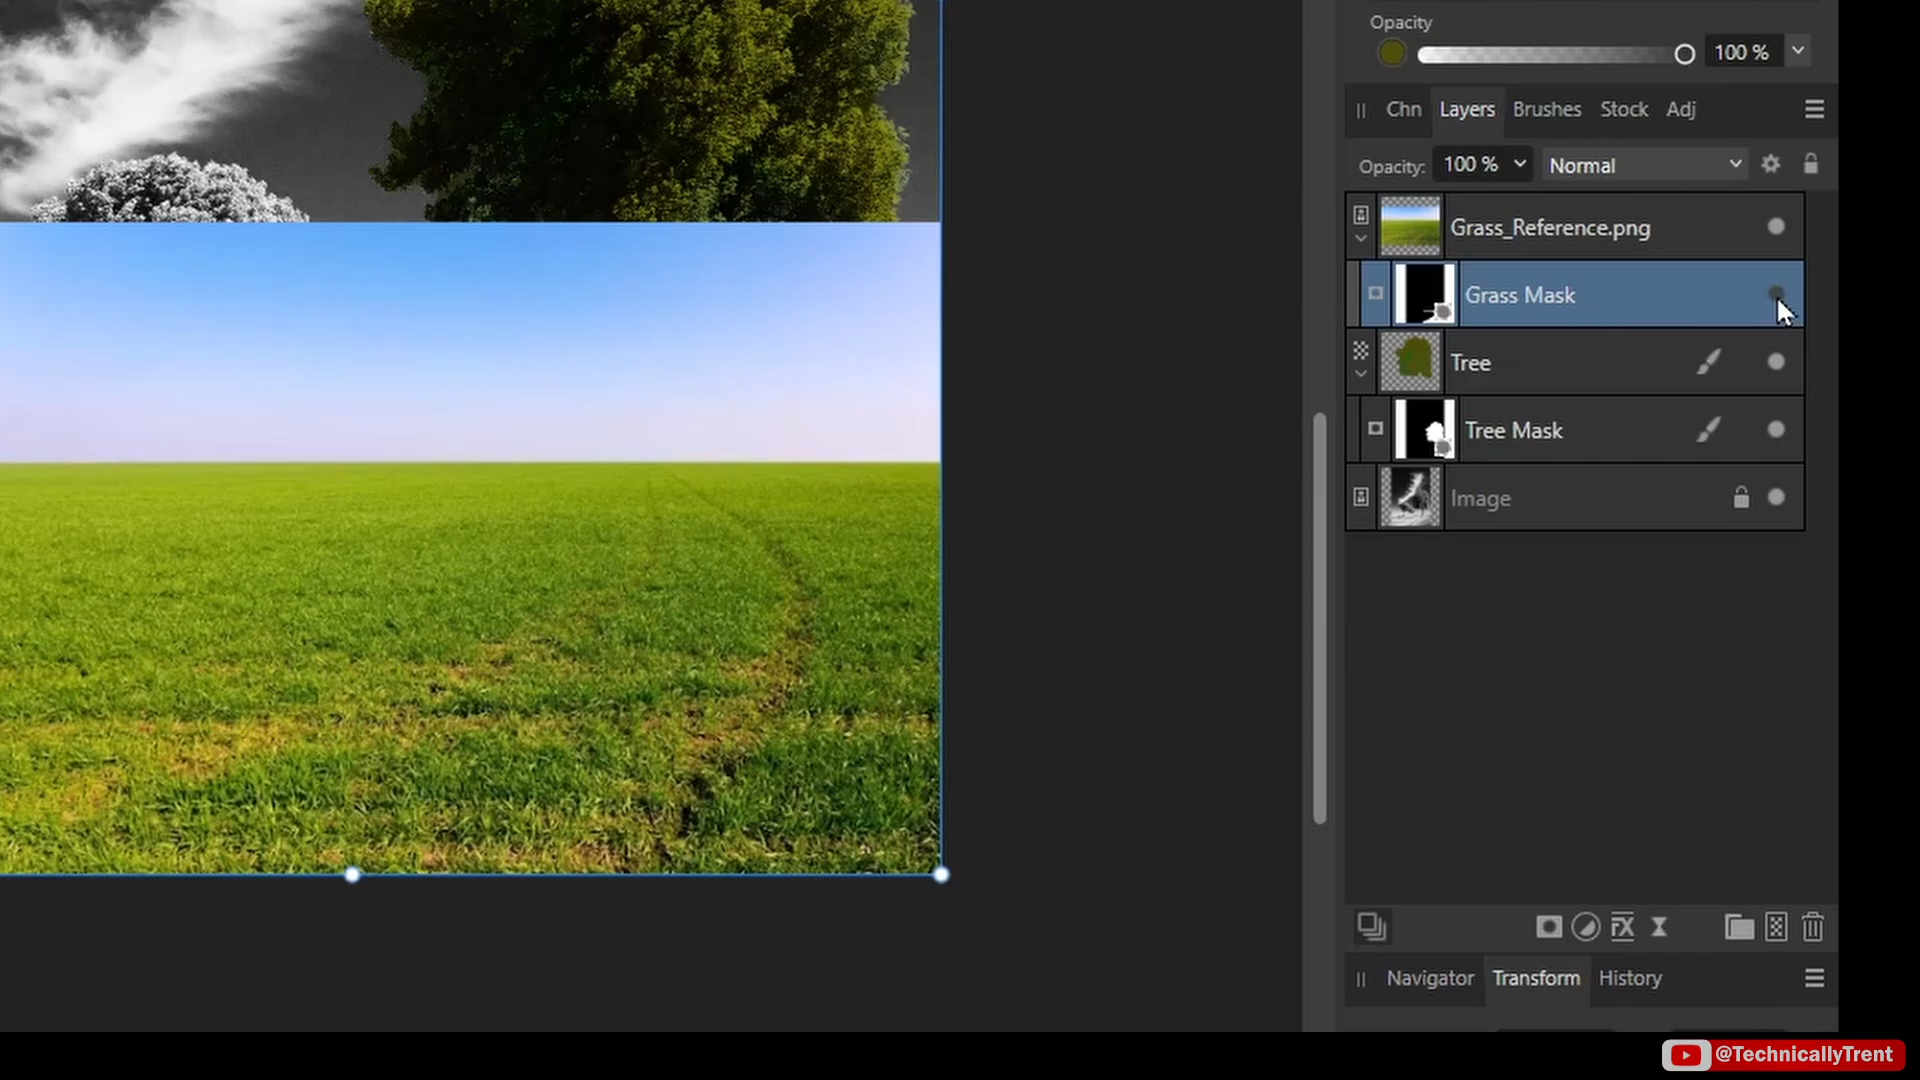 Opacity
100 %
Chn Layers Brushes Stock Adj
Opacity: 100 % Normal
Grass_Reference.png
Grass Mask
Tree
Tree Mask
Image
FX
Navigator Transform History
@TechnicallyTrent